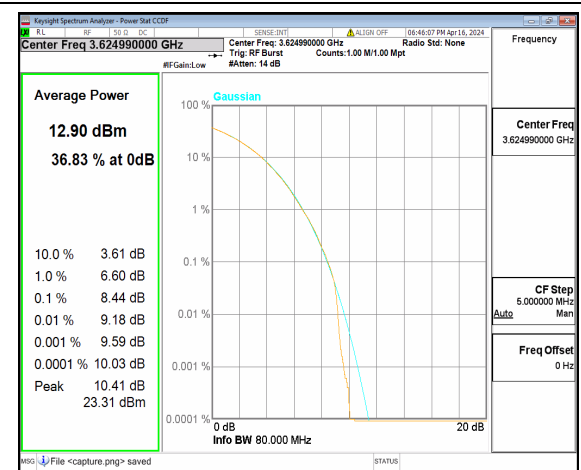 Keysight Spectrum Analyzer - Power Stat CCDF
RL RF 50 Ω DC SENSE:INT ALIGN OFF 06:46:07 PM Apr 16, 2024
Center Freq 3.624990000 GHz
Center Freq: 3.624990000 GHz Radio Std: None
Trig: RF Burst Counts:1.00 M/1.00 Mpt
#IFGain:Low #Atten: 14 dB
Frequency
Average Power
12.90 dBm
36.83 % at 0dB
10.0 % 3.61 dB
1.0 % 6.60 dB
0.1 % 8.44 dB
0.01 % 9.18 dB
0.001 % 9.59 dB
0.0001 % 10.03 dB
Peak 10.41 dB
23.31 dBm
Gaussian
100 %
10 %
1 %
0.1 %
0.01 %
0.001 %
0.0001 %
0 dB 20 dB
Info BW 80.000 MHz
Center Freq
3.624990000 GHz
CF Step
5.000000 MHz
Auto Man
Freq Offset
0 Hz
MSG File <capture.png> saved STATUS